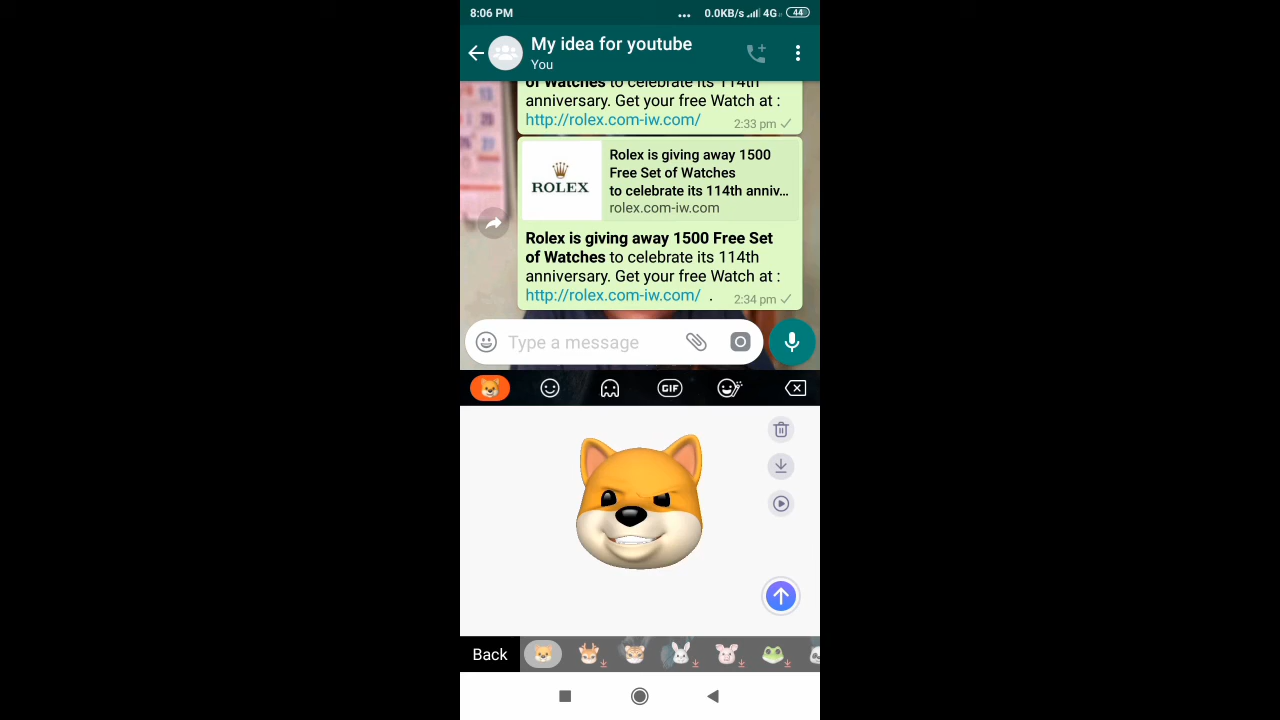 8:06 PM ... 0.0KB/s 4G 44
My idea for youtube
You
of Watches to celebrate its 114th
anniversary. Get your free Watch at :
http://rolex.com-iw.com/ 2:33 pm
Rolex is giving away 1500
Free Set of Watches
to celebrate its 114th anniv...
rolex.com-iw.com
ROLEX
Rolex is giving away 1500 Free Set
of Watches to celebrate its 114th
anniversary. Get your free Watch at :
http://rolex.com-iw.com/ . 2:34 pm
Type a message
GIF
Back